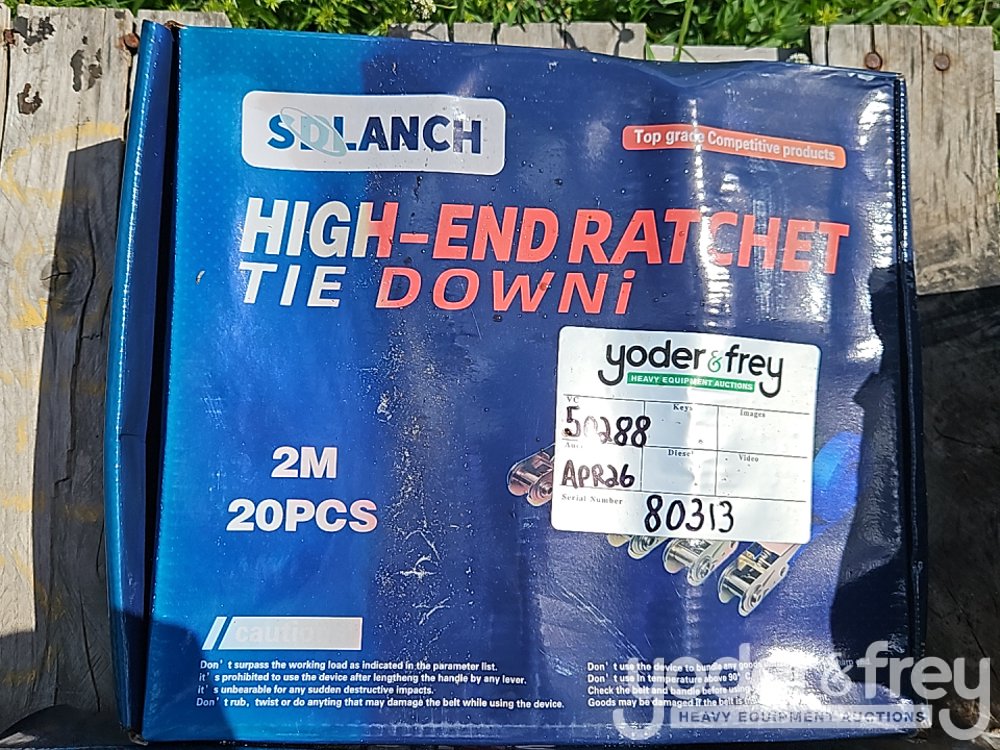 SDLANCH
Top grade Competitive products
HIGH-END RATCHET
TIE DOWNi
yoder&frey
HEAVY EQUIPMENT AUCTIONS
VC
Keys
Images
50288
Diesel
Video
APR26
Serial Number
80313
2M
20PCS
caution
Don't surpass the working load as indicated in the parameter list.
it's prohibited to use the device after lengtheng the handle by any lever.
it's unbearable for any sudden destructive impacts.
Don't rub, twist or do anything that may damage the belt while using the device.
Don't use the device to bundle any goods
Don't use in temperature above 90°C
Check the belt and bandle before using
Goods may be damaged if the belt is
yoder&frey
HEAVY EQUIPMENT AUCTIONS